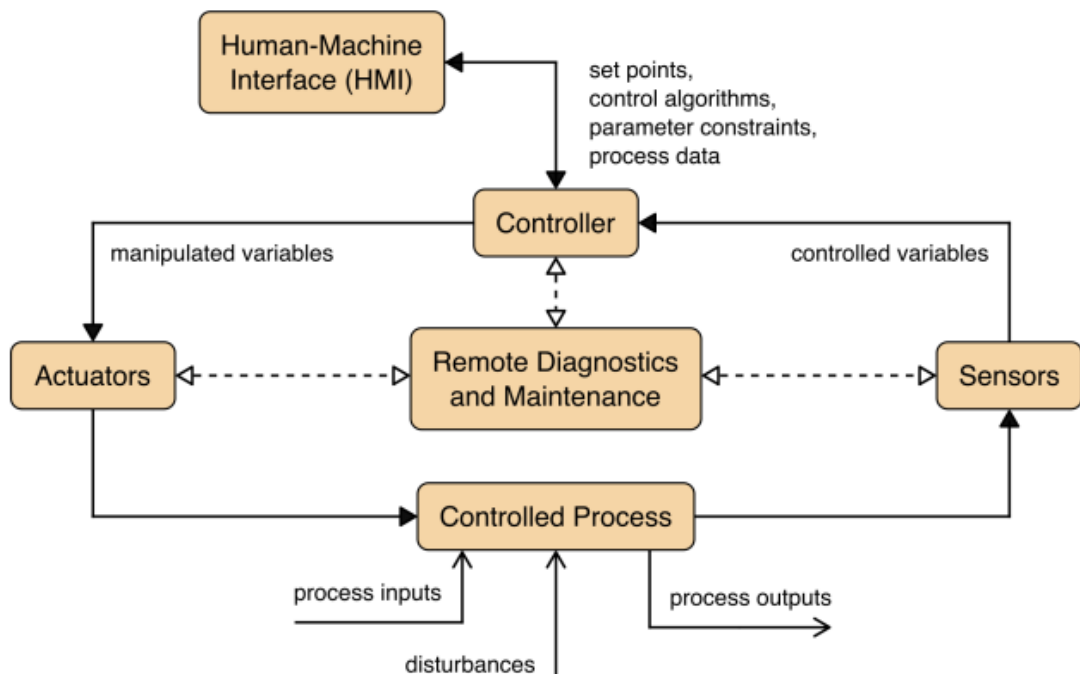 Human-Machine
Interface (HMI)
set points,
control algorithms,
parameter constraints,
process data
Controller
manipulated variables
controlled variables
Actuators
Remote Diagnostics
and Maintenance
Sensors
Controlled Process
process inputs
process outputs
disturbances